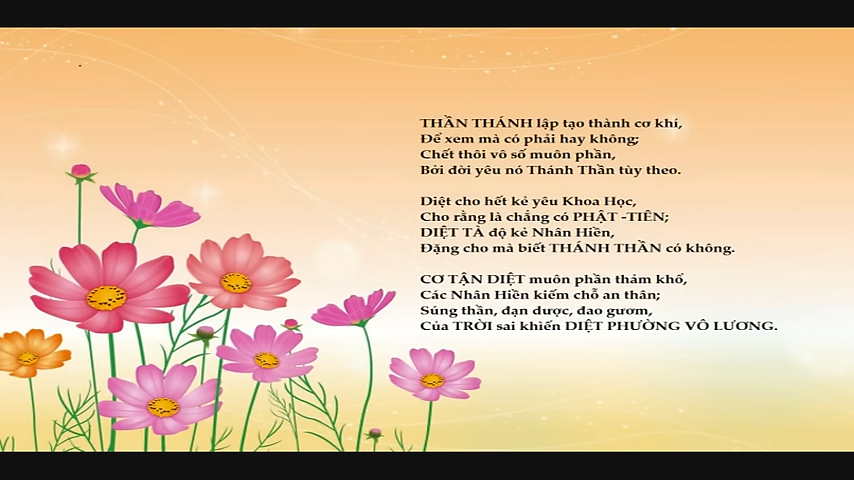 THẦN THÁNH lập tạo thành cơ khí,
Để xem mà có phải hay không;
Chết thôi vô số muôn phần,
Bởi đời yêu nó Thánh Thần tùy theo.
Diệt cho hết kẻ yêu Khoa Học,
Cho rằng là chẳng có PHẬT -TIÊN;
DIỆT TÀ độ kẻ Nhân Hiền,
Đặng cho mà biết THÁNH THẦN có không.
CƠ TẬN DIỆT muôn phần thảm khổ,
Các Nhân Hiền kiếm chỗ an thân;
Súng thần, đạn dược, đao gươm,
Của TRỜI sai khiến DIỆT PHƯỜNG VÔ LƯƠNG.